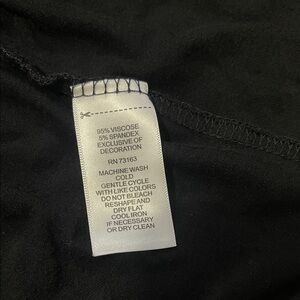 95% VISCOSE
5% SPANDEX
EXCLUSIVE OF
DECORATION
RN 73163
MACHINE WASH
COLD
GENTLE CYCLE
WITH LIKE COLORS
DO NOT BLEACH
RESHAPE AND
DRY FLAT
COOL IRON
IF NECESSARY
OR DRY CLEAN